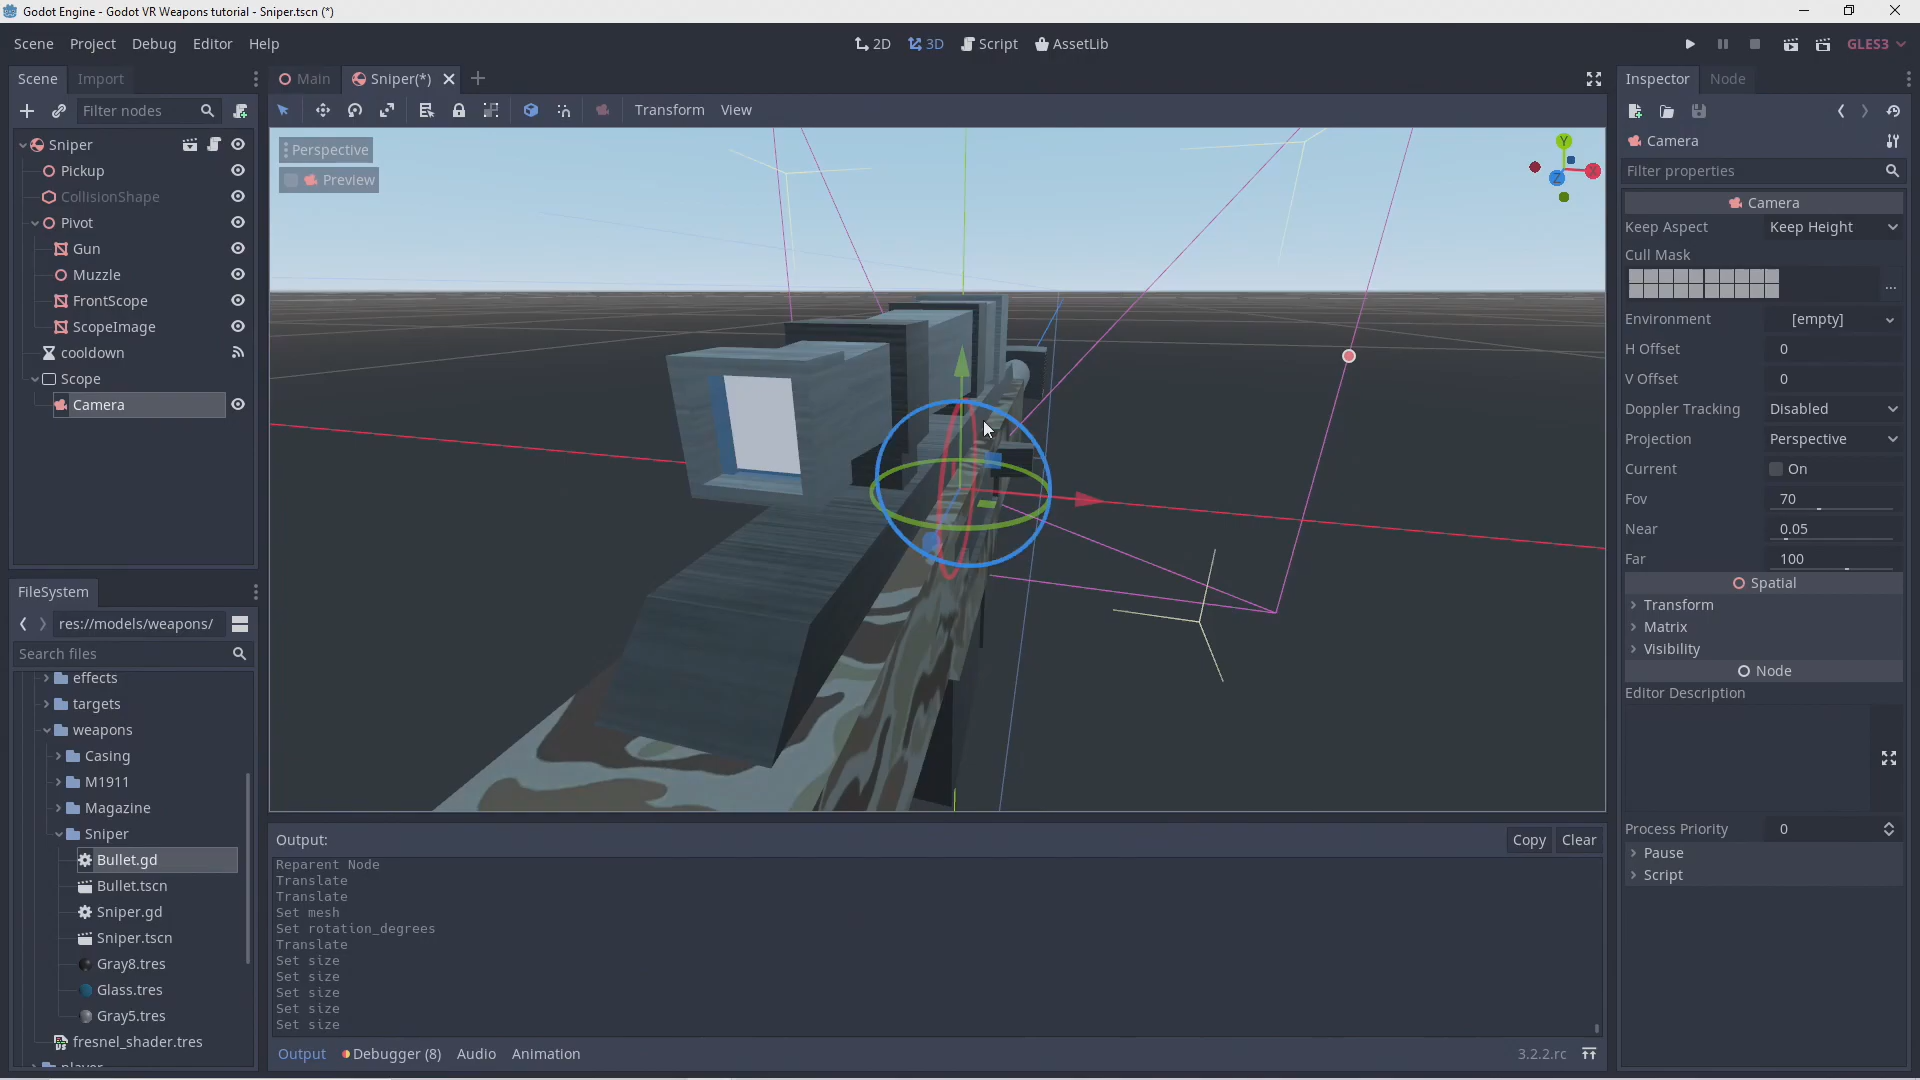 Godot Engine - Godot VR Weapons tutorial - Sniper.tscn (*)
Scene Project Debug Editor Help
2D 3D Script AssetLib
GLES3
Scene Import
Filter nodes
Sniper
Pickup
CollisionShape
Pivot
Gun
Muzzle
FrontScope
ScopeImage
cooldown
Scope
Camera
FileSystem
res://models/weapons/
Search files
effects
targets
weapons
Casing
M1911
Magazine
Sniper
Bullet.gd
Bullet.tscn
Sniper.gd
Sniper.tscn
Gray8.tres
Glass.tres
Gray5.tres
fresnel_shader.tres
Main Sniper(*)
Transform View
Perspective
Preview
Y
X
Z
Output:
Copy Clear
Reparent Node
Translate
Translate
Set mesh
Set rotation_degrees
Translate
Set size
Set size
Set size
Set size
Set size
Output Debugger (8) Audio Animation
3.2.2.rc
Inspector Node
Camera
Filter properties
Camera
Keep Aspect Keep Height
Cull Mask
...
Environment [empty]
H Offset 0
V Offset 0
Doppler Tracking Disabled
Projection Perspective
Current On
Fov 70
Near 0.05
Far 100
Spatial
Transform
Matrix
Visibility
Node
Editor Description
Process Priority 0
Pause
Script